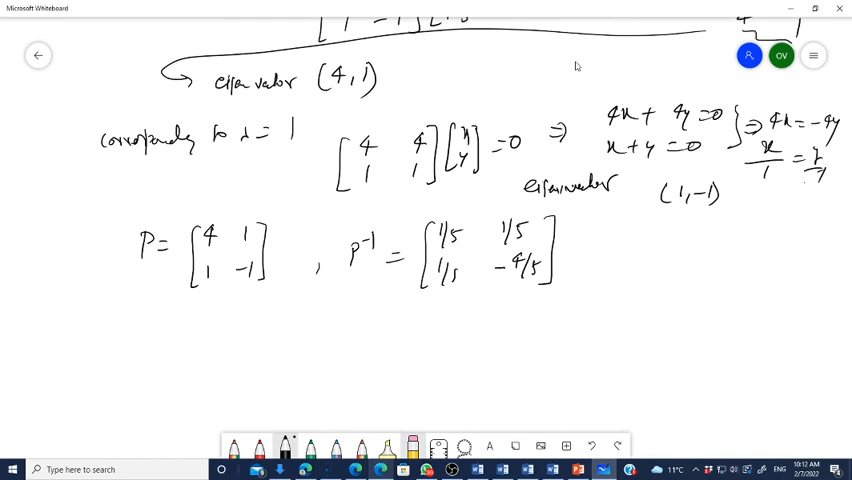 Microsoft Whiteboard
OV
eigenvector (4,1)
corresponding to λ = 1 [4 4 1 1] [x y] = 0 ⇒ 4x + 4y = 0 x + y = 0 } ⇒ 4x = -4y
eigenvector (1,-1)
P = [4 1 1 -1] , P⁻¹ = [1/5 1/5 1/5 -4/5]
Type here to search
11°C
ENG
10:12 AM
2/7/2022